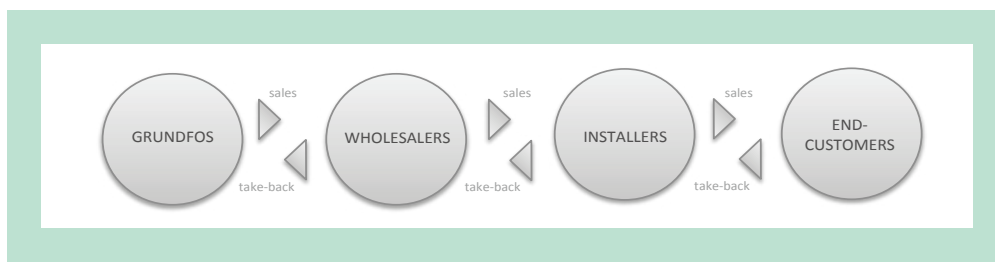 sales
sales
sales
GRUNDFOS
WHOLESALERS
INSTALLERS
END-
CUSTOMERS
take-back
take-back
take-back